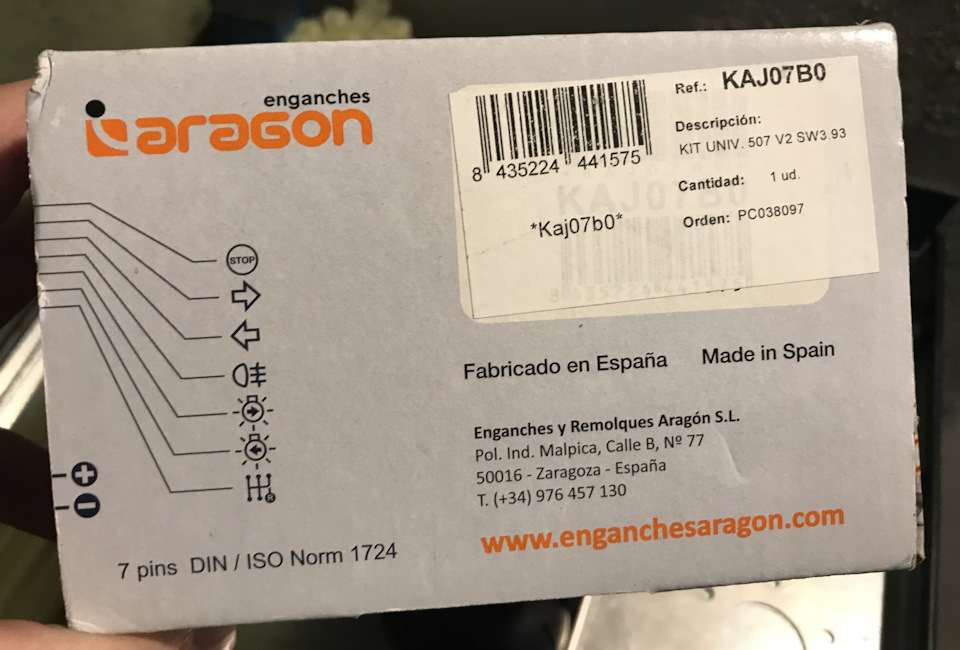 enganches
aragon
8 435224 441575
*Kaj07b0*
Ref.: KAJ07B0
Descripción:
KIT UNIV. 507 V2 SW3.93
Cantidad: 1 ud.
Orden: PC038097
STOP
R
7 pins DIN / ISO Norm 1724
Fabricado en España Made in Spain
Enganches y Remolques Aragón S.L.
Pol. Ind. Malpica, Calle B, Nº 77
50016 - Zaragoza - España
T. (+34) 976 457 130
www.enganchesaragon.com